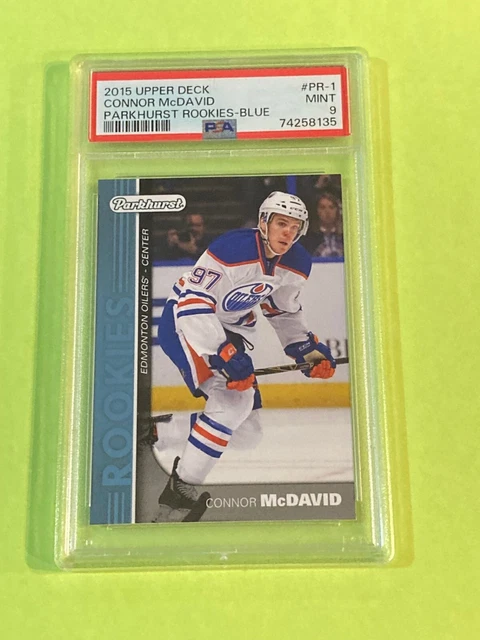 2015 UPPER DECK #PR-1
CONNOR McDAVID MINT
PARKHURST ROOKIES-BLUE 9
PSA 74258135
Parkhurst
ROOKIES
EDMONTON OILERS - CENTER
97
97
OILERS
CONNOR McDAVID